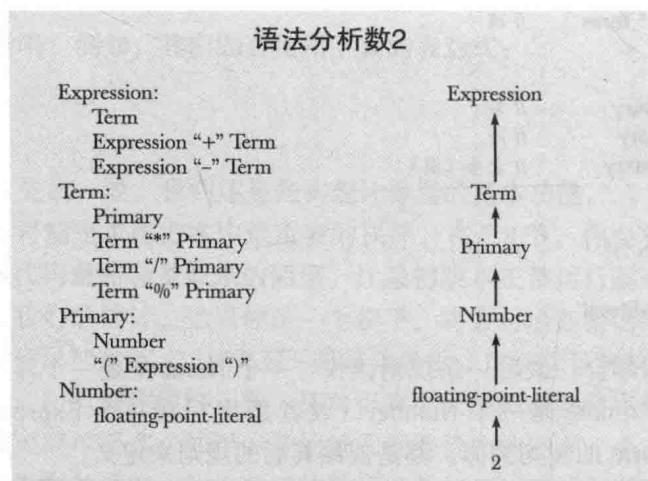 语法分析数2
Expression:
Term
Expression “+” Term
Expression “–” Term
Term:
Primary
Term “*” Primary
Term “/” Primary
Term “%” Primary
Primary:
Number
“(” Expression “)”
Number:
floating-point-literal
Expression
Term
Primary
Number
floating-point-literal
2